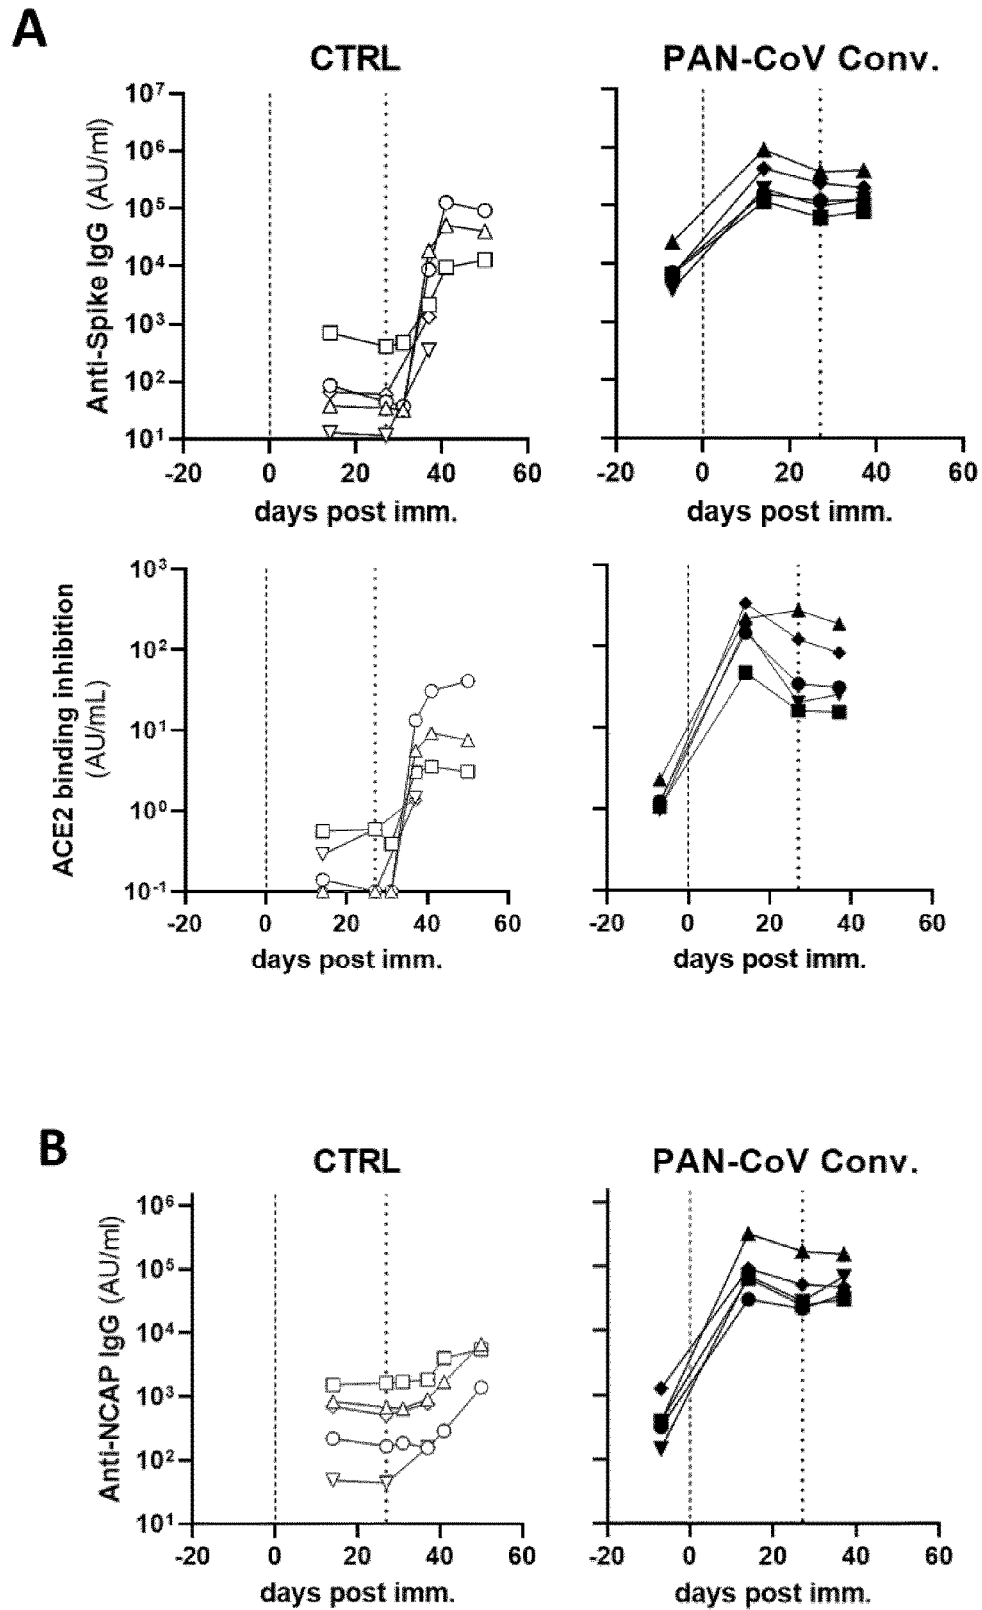 A
CTRL
PAN-CoV Conv.
Anti-Spike IgG (AU/ml)
10⁷
10⁶
10⁵
10⁴
10³
10²
10¹
-20 0 20 40 60
-20 0 20 40 60
days post imm.
days post imm.
ACE2 binding inhibition
(AU/mL)
10³
10²
10¹
10⁰
10⁻¹
-20 0 20 40 60
-20 0 20 40 60
days post imm.
days post imm.
B
CTRL
PAN-CoV Conv.
Anti-NCAP IgG (AU/ml)
10⁶
10⁵
10⁴
10³
10²
10¹
-20 0 20 40 60
-20 0 20 40 60
days post imm.
days post imm.